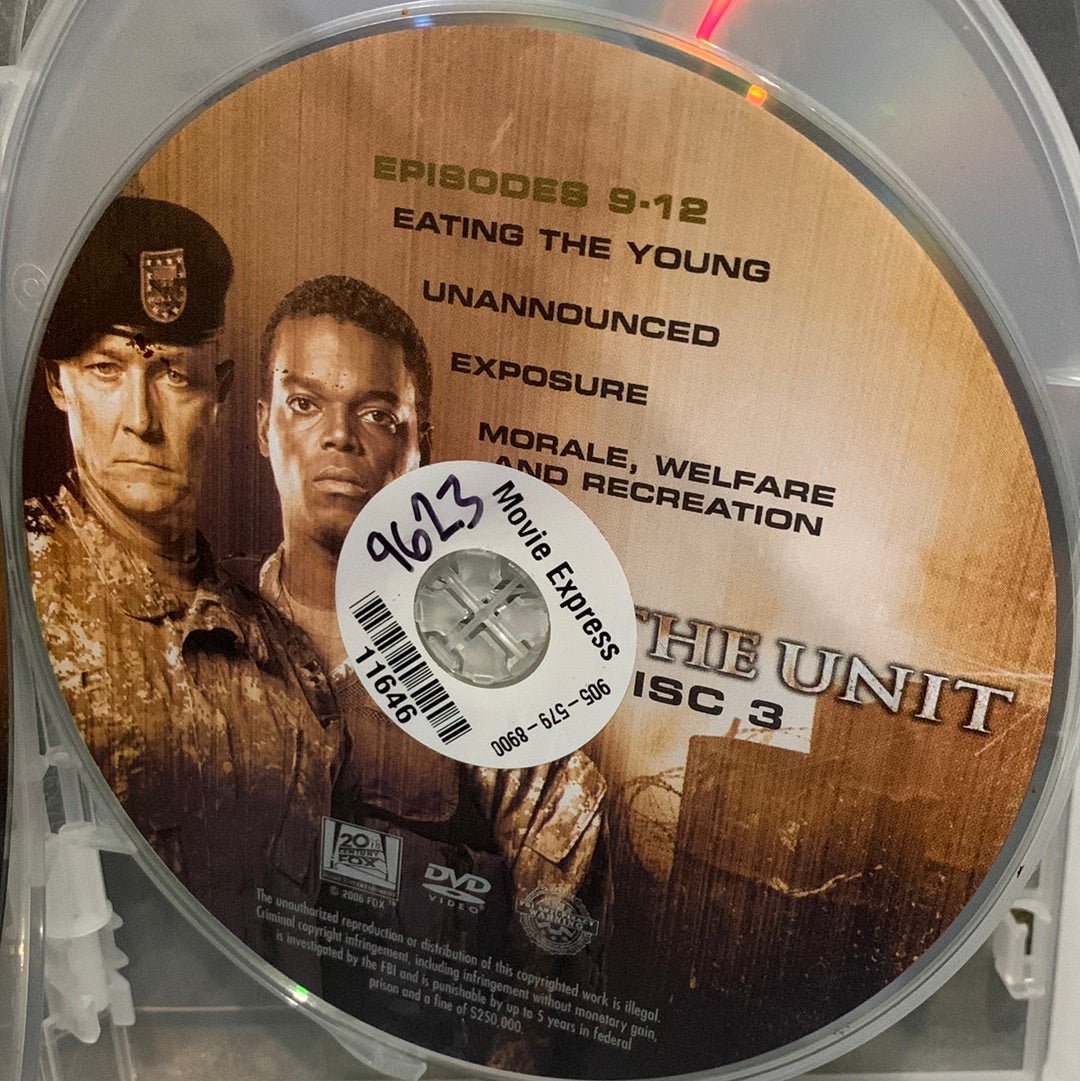 EPISODES 9-12
EATING THE YOUNG
UNANNOUNCED
EXPOSURE
MORALE, WELFARE
AND RECREATION
9623
Movie Express
11646
905-579-8900
THE UNIT
ISC 3
20th
CENTURY
FOX
HOME ENTERTAINMENT
© 2006 FOX
DVD
VIDEO
WARNING
The unauthorized reproduction or distribution of this copyrighted work is illegal.
Criminal copyright infringement, including infringement without monetary gain,
is investigated by the FBI and is punishable by up to 5 years in federal
prison and a fine of $250,000.